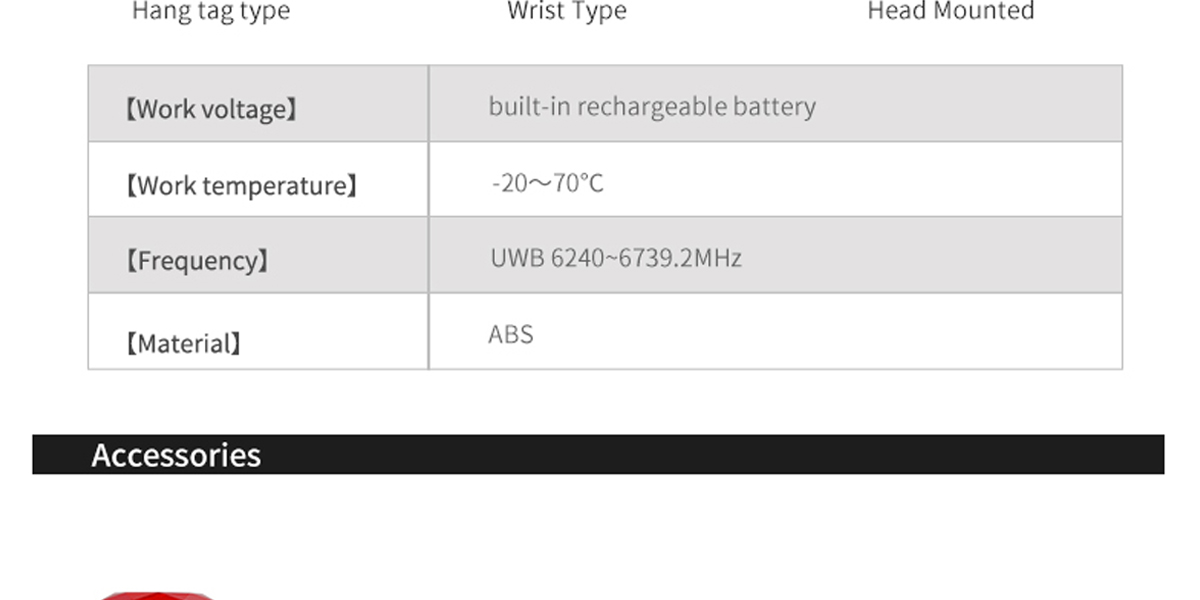 Hang tag type Wrist Type Head Mounted
【Work voltage】 built-in rechargeable battery
【Work temperature】 -20～70℃
【Frequency】 UWB 6240~6739.2MHz
【Material】 ABS
Accessories